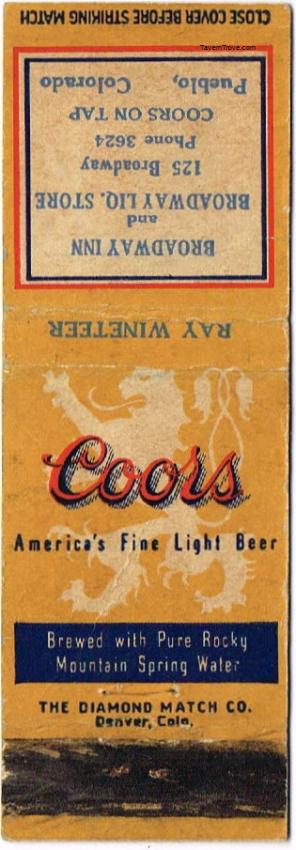 CLOSE COVER BEFORE STRIKING MATCH
TavernTrove.com
BROADWAY INN
and
BROADWAY LIQ. STORE
125 Broadway
Phone 3624
COORS ON TAP
Pueblo, Colorado
RAY WINETEER
Coors
America's Fine Light Beer
Brewed with Pure Rocky
Mountain Spring Water
THE DIAMOND MATCH CO.
Denver, Colo.